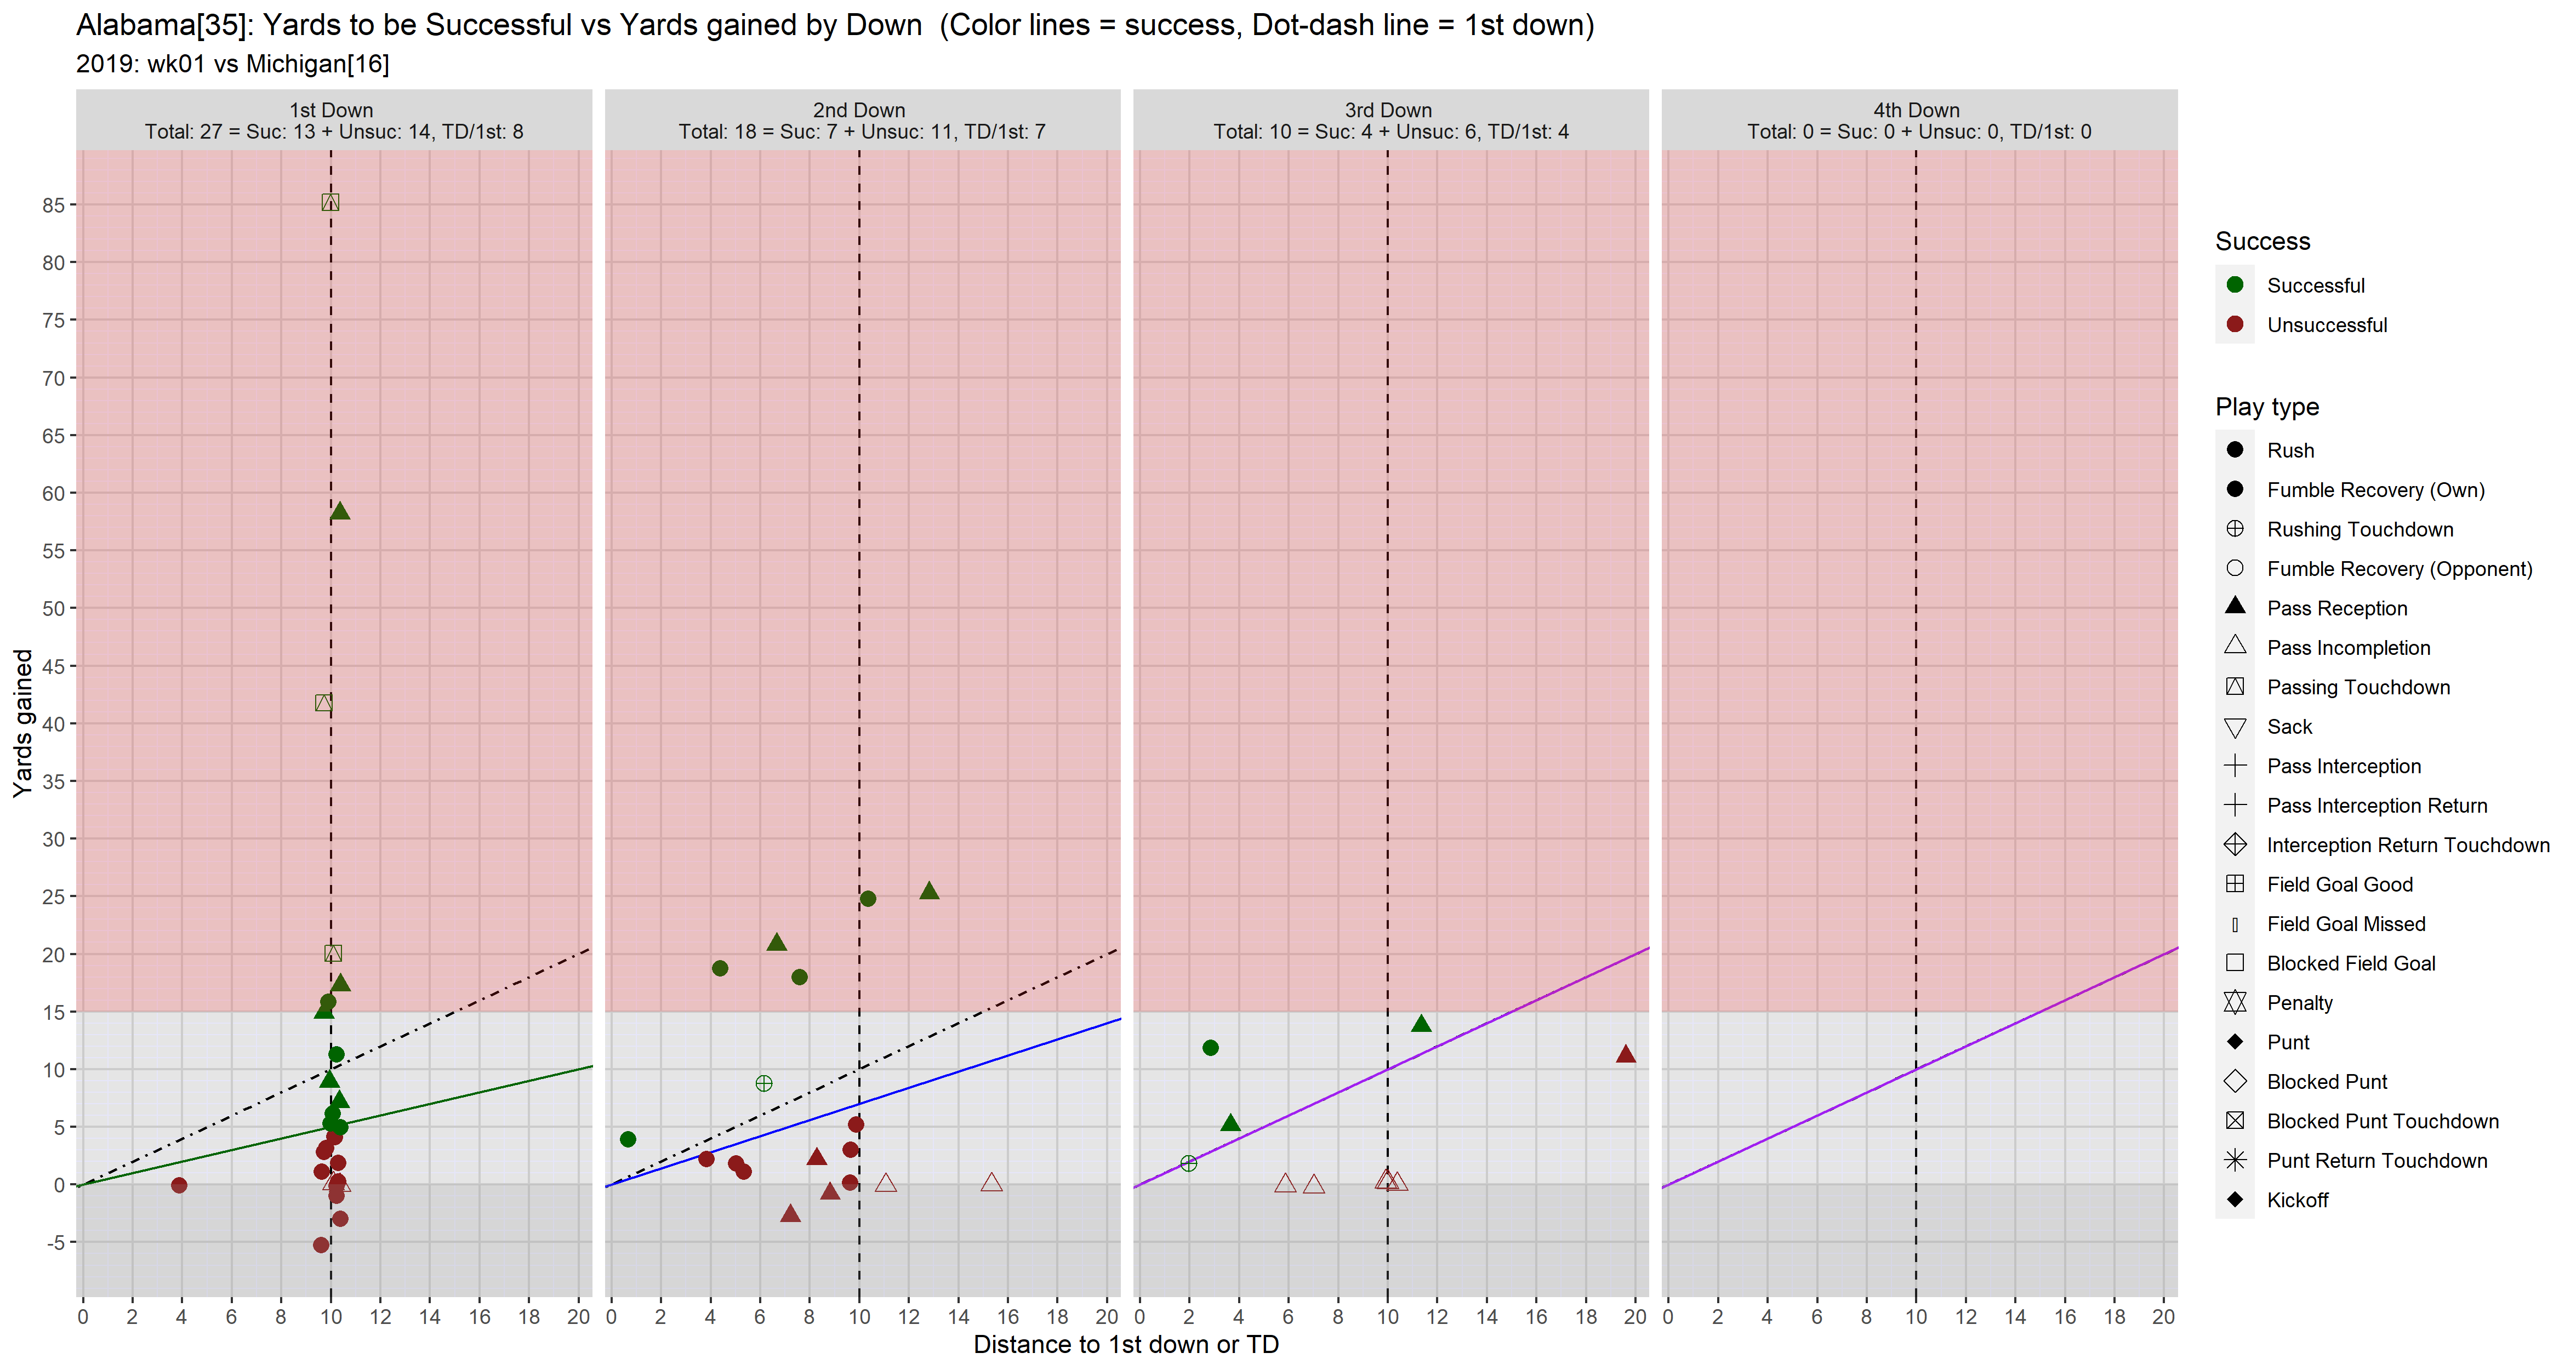 Alabama[35]: Yards to be Successful vs Yards gained by Down  (Color lines = success, Dot-dash line = 1st down)
2019: wk01 vs Michigan[16]
1st Down
Total: 27 = Suc: 13 + Unsuc: 14, TD/1st: 8
2nd Down
Total: 18 = Suc: 7 + Unsuc: 11, TD/1st: 7
3rd Down
Total: 10 = Suc: 4 + Unsuc: 6, TD/1st: 4
4th Down
Total: 0 = Suc: 0 + Unsuc: 0, TD/1st: 0
Yards gained
85
80
75
70
65
60
55
50
45
40
35
30
25
20
15
10
5
0
-5
0 2 4 6 8 10 12 14 16 18 20
0 2 4 6 8 10 12 14 16 18 20
0 2 4 6 8 10 12 14 16 18 20
0 2 4 6 8 10 12 14 16 18 20
Distance to 1st down or TD
Success
Successful
Unsuccessful
Play type
Rush
Fumble Recovery (Own)
Rushing Touchdown
Fumble Recovery (Opponent)
Pass Reception
Pass Incompletion
Passing Touchdown
Sack
Pass Interception
Pass Interception Return
Interception Return Touchdown
Field Goal Good
Field Goal Missed
Blocked Field Goal
Penalty
Punt
Blocked Punt
Blocked Punt Touchdown
Punt Return Touchdown
Kickoff